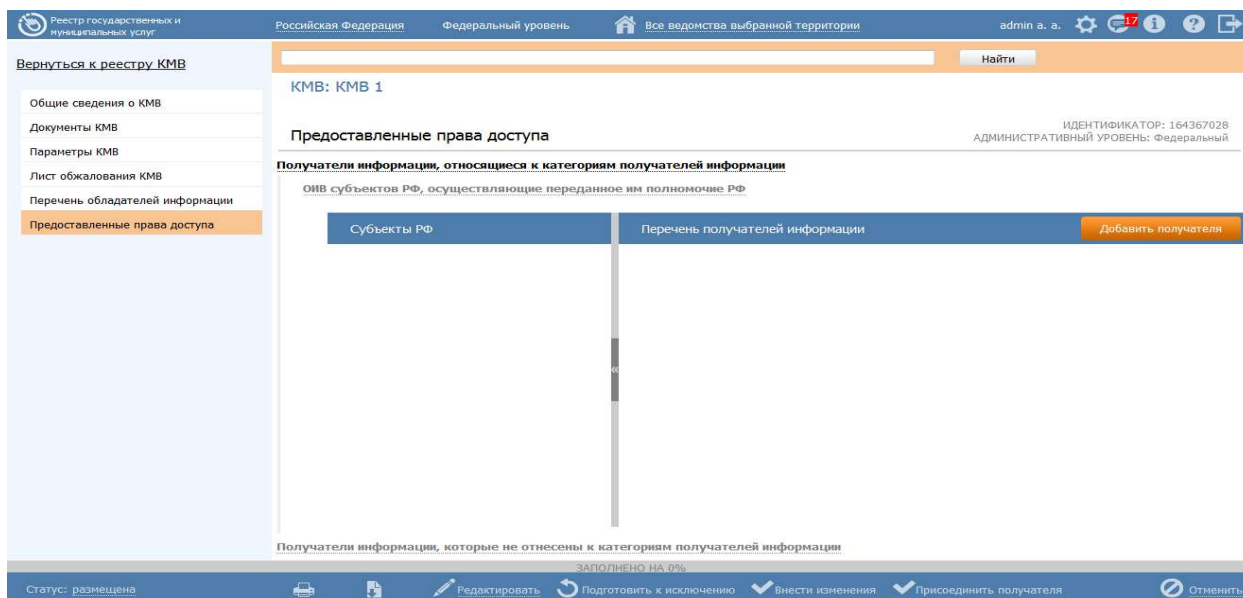 Реестр государственных и
муниципальных услуг
Российская Федерация
Федеральный уровень
Все ведомства выбранной территории
admin a. a.
17
Вернуться к реестру КМВ
Найти
КМВ: КМВ 1
Общие сведения о КМВ
Документы КМВ
Параметры КМВ
Лист обжалования КМВ
Перечень обладателей информации
Предоставленные права доступа
Предоставленные права доступа
ИДЕНТИФИКАТОР: 164367028
АДМИНИСТРАТИВНЫЙ УРОВЕНЬ: Федеральный
Получатели информации, относящиеся к категориям получателей информации
ОИВ субъектов РФ, осуществляющие переданное им полномочие РФ
Субъекты РФ
Перечень получателей информации
Добавить получателя
Получатели информации, которые не отнесены к категориям получателей информации
ЗАПОЛНЕНО НА 0%
Статус: размещена
Редактировать
Подготовить к исключению
Внести изменения
Присоединить получателя
Отменить